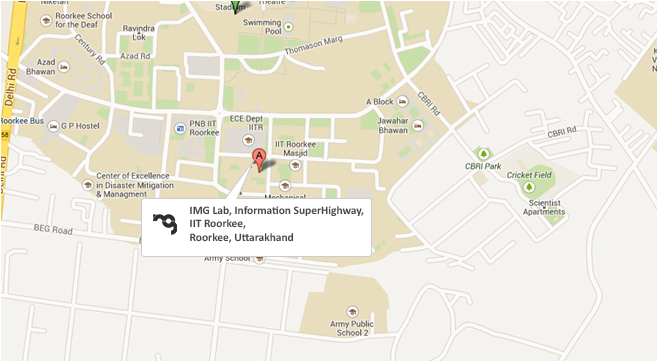 Niketan
Roorkee School
for the Deaf
Ravindra
Lok
Stadium
Theatre
Swimming
Pool
Thomason Marg
Century Rd
Azad
Bhawan
Azad Rd
Delhi Rd
A Block
CBRI Rd
Roorkee Bus
G P Hostel
PNB IIT
Roorkee
ECE Dept
IITR
Jawahar
Bhawan
CBRI Rd
58
IIT Roorkee
Masjid
A
CBRI Park
Cricket Field
Center of Excellence
in Disaster Mitigation
& Managment
Mechanical
Scientist
Apartments
IMG Lab, Information SuperHighway,
IIT Roorkee,
Roorkee, Uttarakhand
BEG Road
Army School
Army Public
School 2